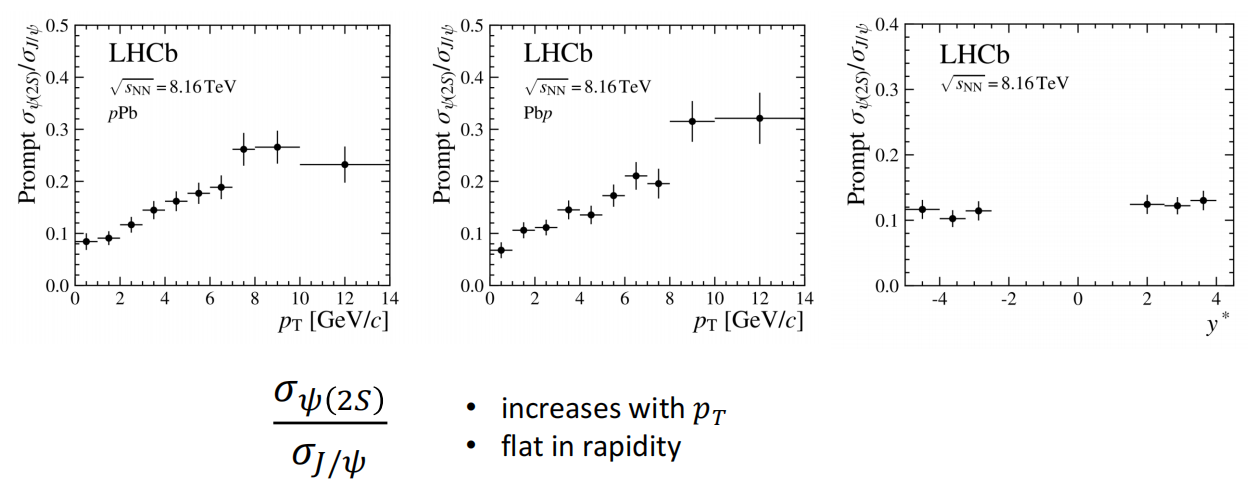 Prompt σψ(2S)/σJ/ψ
0.5
0.4
0.3
0.2
0.1
0.0
LHCb
√sNN = 8.16 TeV
pPb
0 2 4 6 8 10 12 14
pT [GeV/c]
Prompt σψ(2S)/σJ/ψ
0.5
0.4
0.3
0.2
0.1
0.0
LHCb
√sNN = 8.16 TeV
Pbp
0 2 4 6 8 10 12 14
pT [GeV/c]
Prompt σψ(2S)/σJ/ψ
0.4
0.3
0.2
0.1
0.0
LHCb
√sNN = 8.16 TeV
-4 -2 0 2 4
y*
σψ(2S)
σJ/ψ
• increases with pT
• flat in rapidity